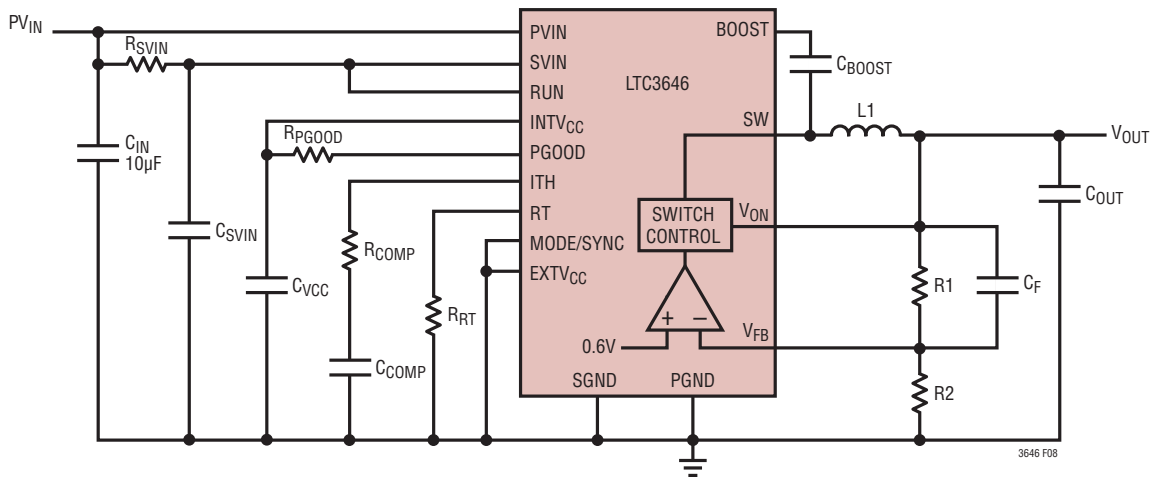 PVIN
RSVIN
CIN
10µF
CSVIN
RPGOOD
CVCC
RCOMP
CCOMP
RRT
PVIN
SVIN
RUN
INTVCC
PGOOD
ITH
RT
MODE/SYNC
EXTVCC
LTC3646
BOOST
SW
SWITCH
CONTROL
VON
+
–
0.6V
VFB
SGND
PGND
CBOOST
L1
VOUT
COUT
R1
CF
R2
3646 F08